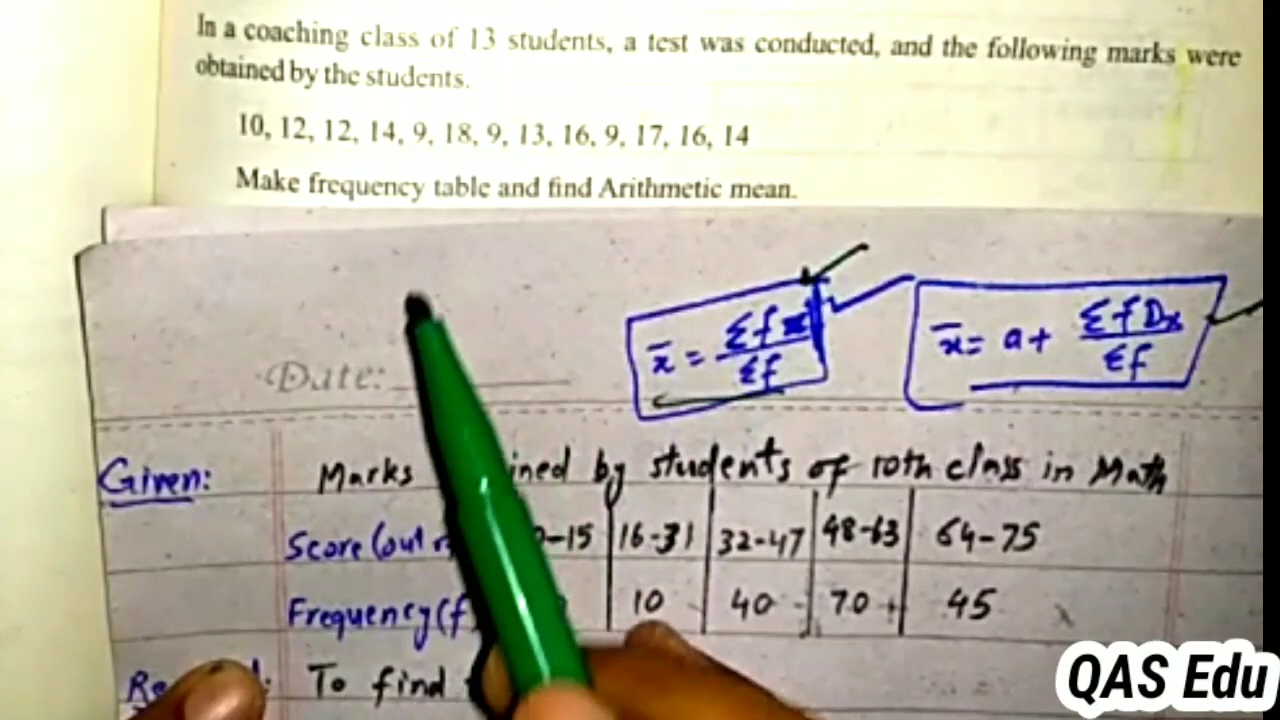 In a coaching class of 13 students, a test was conducted, and the following marks were
obtained by the students.
10, 12, 12, 14, 9, 18, 9, 13, 16, 9, 17, 16, 14
Make frequency table and find Arithmetic mean.
x̄ = Σfx/Σf
x̄ = a + ΣfDx/Σf
Date:
Given: Marks by students of 10th class in Math
Score (out -15 16-31 32-47 48-63 64-75
Frequency (f 10 40 70 45
To find
QAS Edu